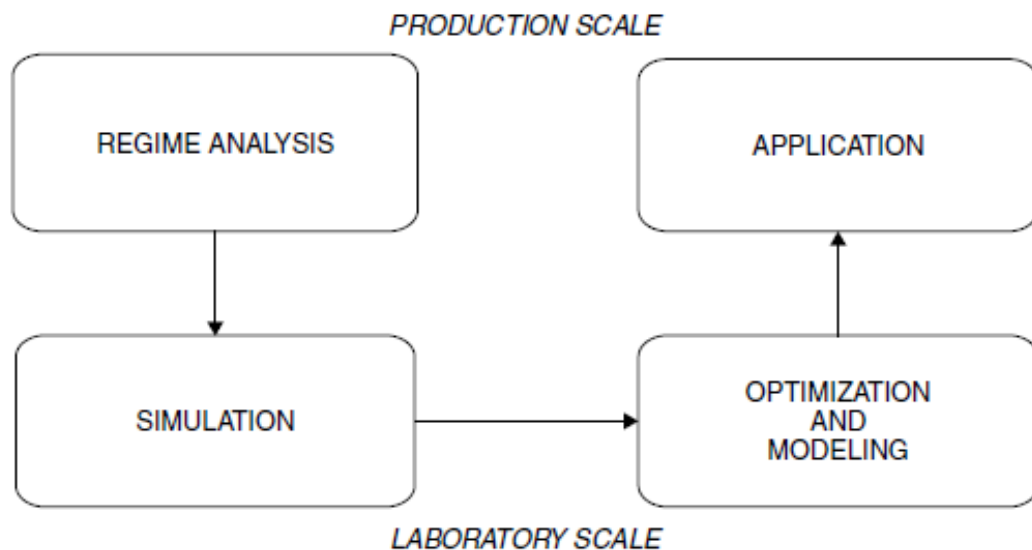 PRODUCTION SCALE
REGIME ANALYSIS
APPLICATION
SIMULATION
OPTIMIZATION
AND
MODELING
LABORATORY SCALE